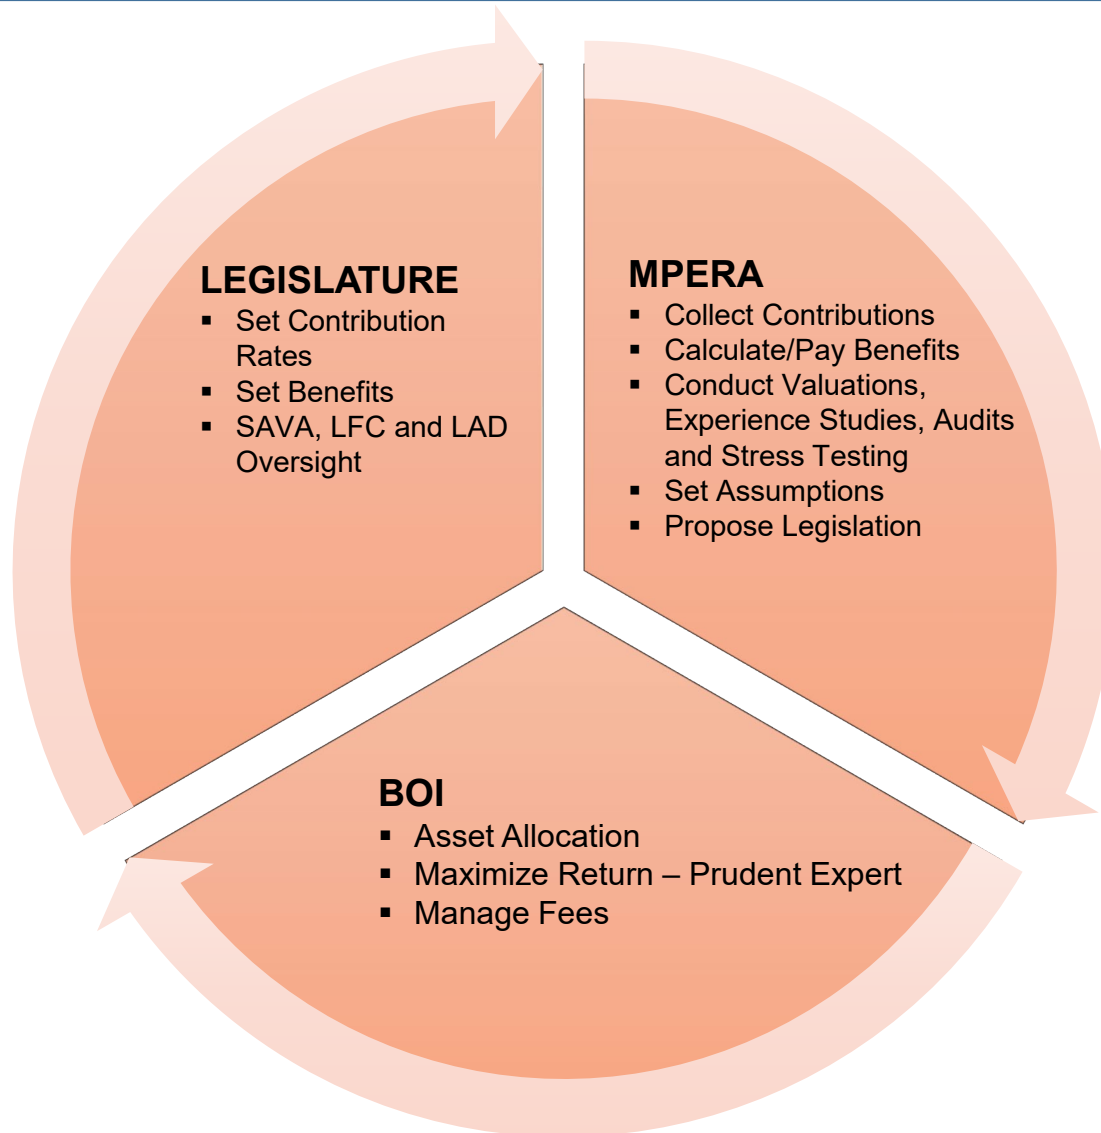 LEGISLATURE
▪ Set Contribution
Rates
▪ Set Benefits
▪ SAVA, LFC and LAD
Oversight
MPERA
▪ Collect Contributions
▪ Calculate/Pay Benefits
▪ Conduct Valuations,
Experience Studies, Audits
and Stress Testing
▪ Set Assumptions
▪ Propose Legislation
BOI
▪ Asset Allocation
▪ Maximize Return – Prudent Expert
▪ Manage Fees